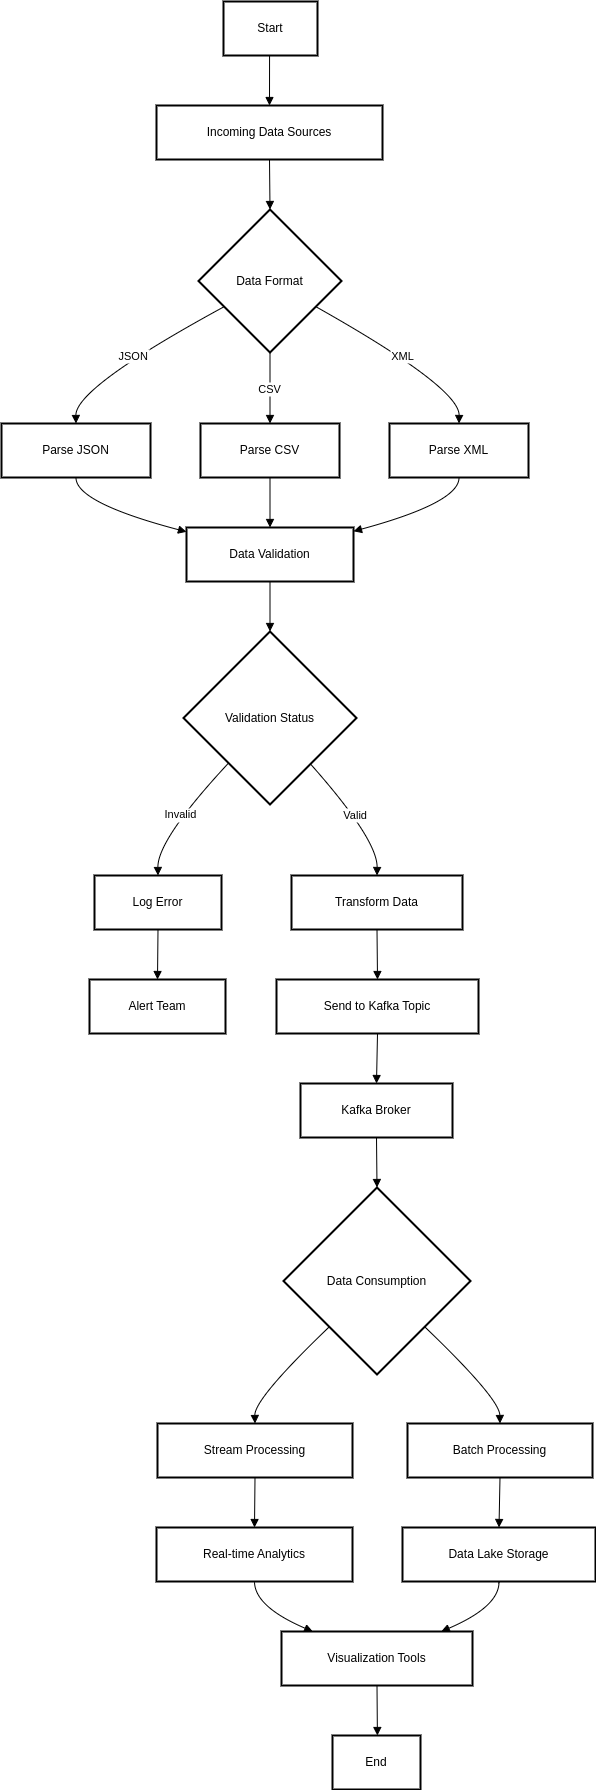 Start
Incoming Data Sources
Data Format
JSON
XML
CSV
Parse JSON
Parse CSV
Parse XML
Data Validation
Validation Status
Invalid
Valid
Log Error
Transform Data
Alert Team
Send to Kafka Topic
Kafka Broker
Data Consumption
Stream Processing
Batch Processing
Real-time Analytics
Data Lake Storage
Visualization Tools
End